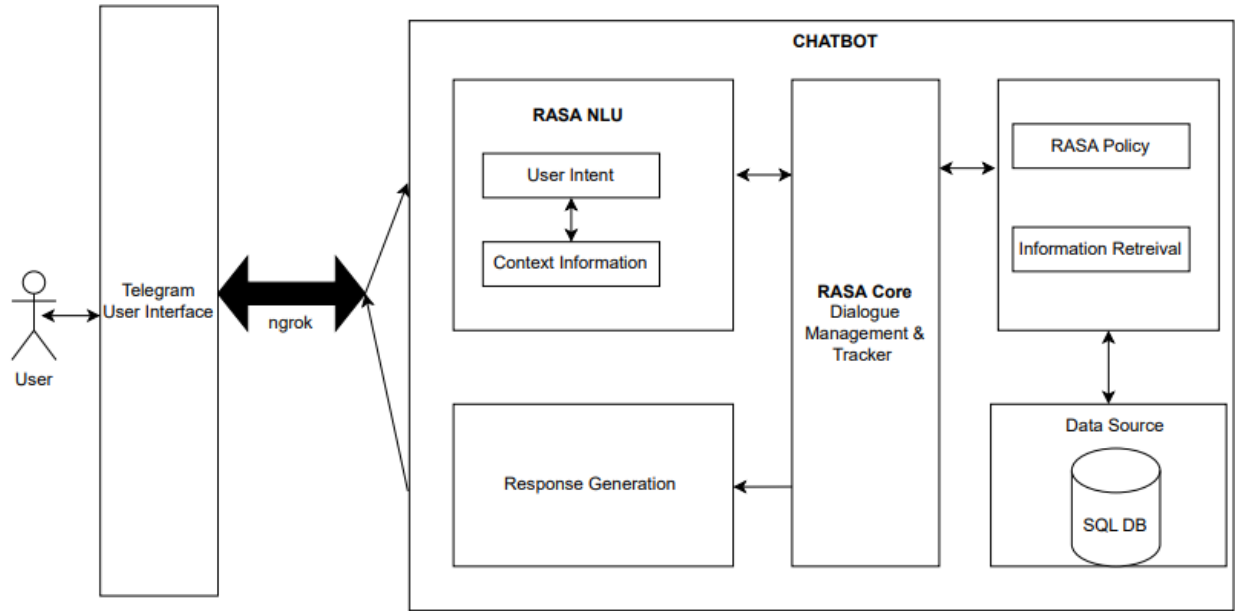 CHATBOT
RASA NLU
User Intent
Context Information
RASA Policy
Information Retreival
Telegram
User Interface
ngrok
User
RASA Core
Dialogue
Management &
Tracker
Response Generation
Data Source
SQL DB